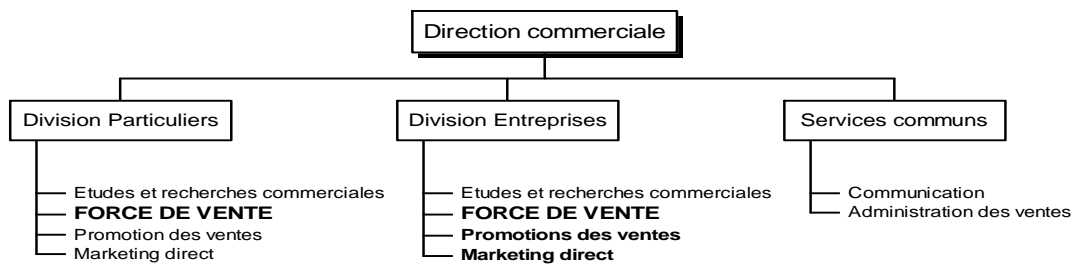 Direction commerciale
Division Particuliers
Etudes et recherches commerciales
FORCE DE VENTE
Promotion des ventes
Marketing direct
Division Entreprises
Etudes et recherches commerciales
FORCE DE VENTE
Promotions des ventes
Marketing direct
Services communs
Communication
Administration des ventes